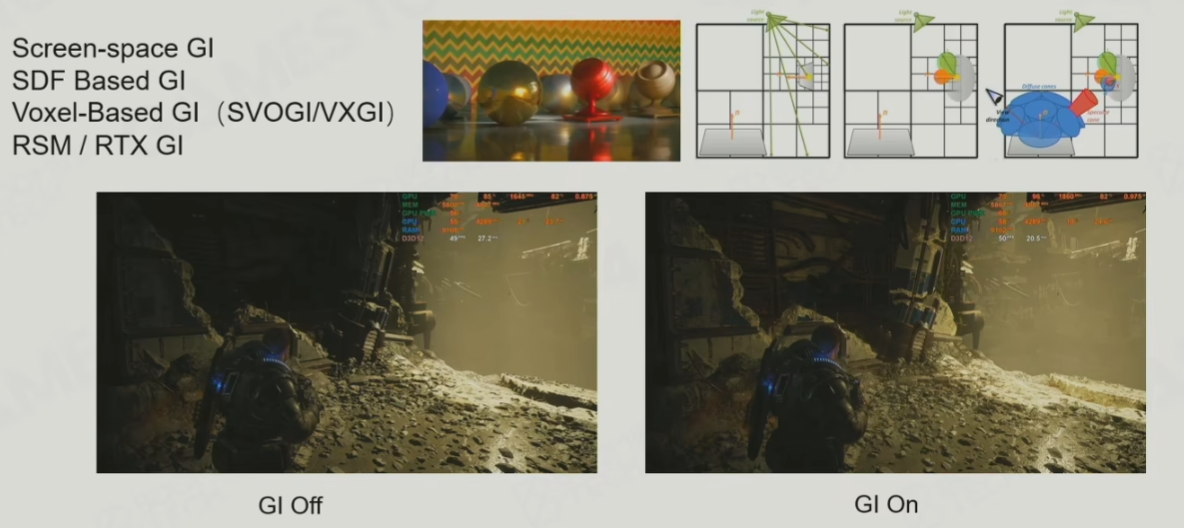 Screen-space GI
SDF Based GI
Voxel-Based GI（SVOGI/VXGI）
RSM / RTX GI
light source
light source
light source
Diffuse cones
View direction
Specular cone
GPU
MEM
GPU
CPU
RAM
D3D12
GPU
MEM
GPU
CPU
RAM
D3D12
GI Off
GI On